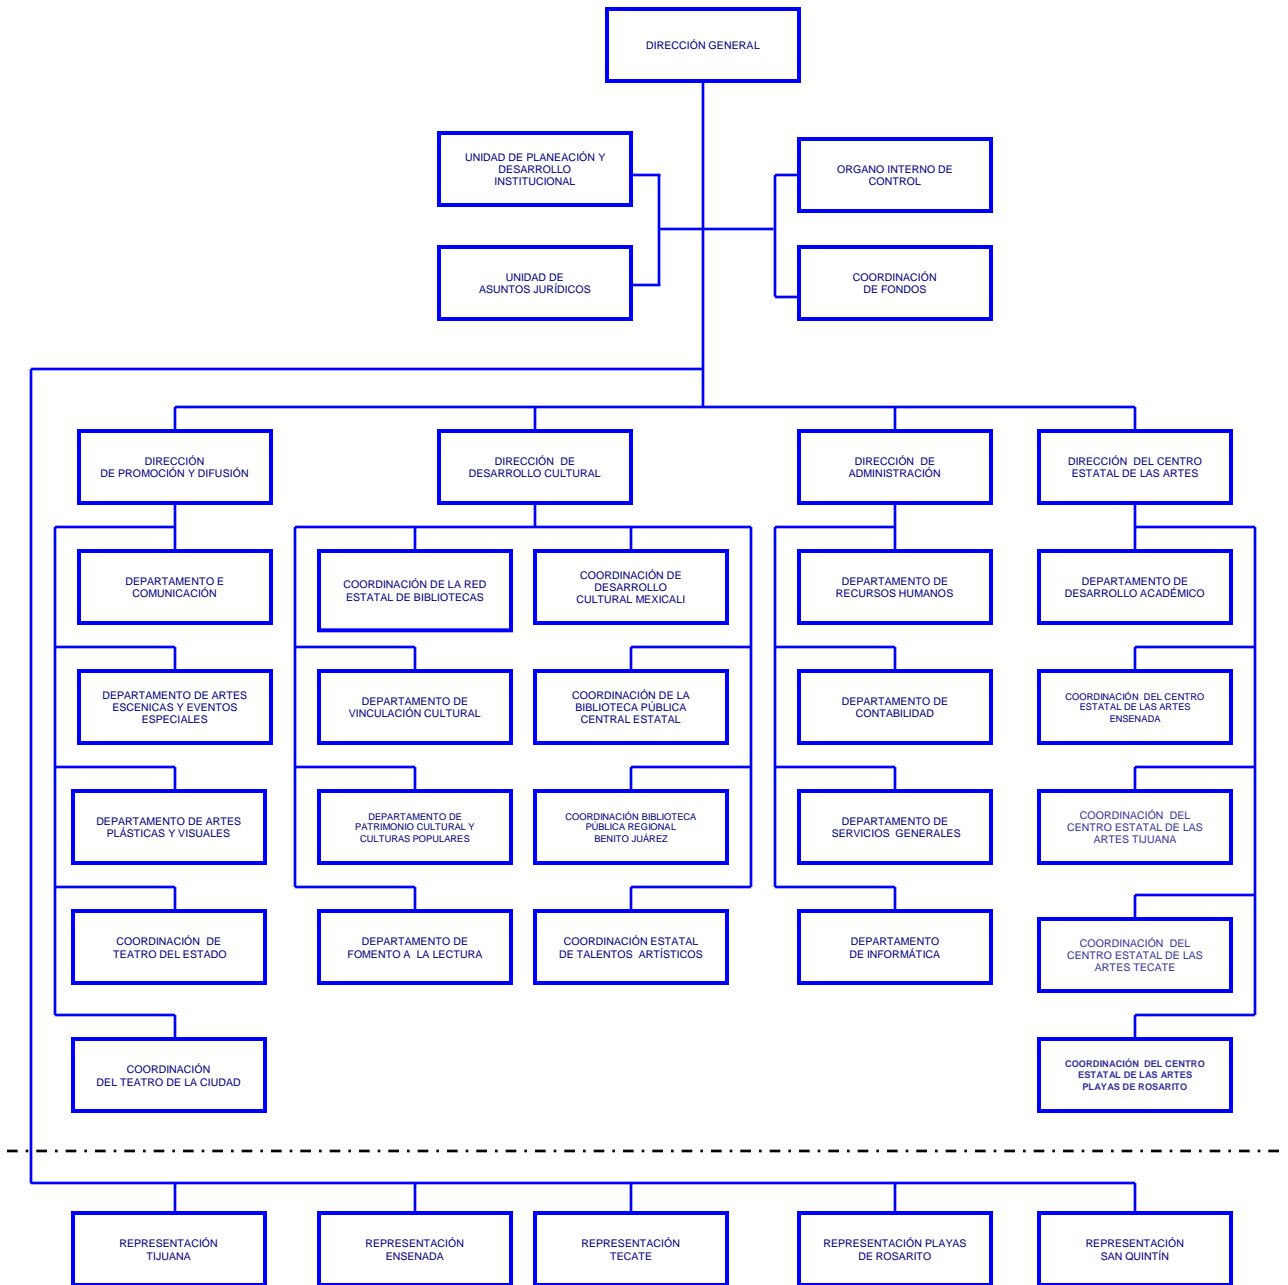 DIRECCIÓN GENERAL
UNIDAD DE PLANEACIÓN Y
DESARROLLO
INSTITUCIONAL
ORGANO INTERNO DE
CONTROL
UNIDAD DE
ASUNTOS JURÍDICOS
COORDINACIÓN
DE FONDOS
DIRECCIÓN
DE PROMOCIÓN Y DIFUSIÓN
DIRECCIÓN DE
DESARROLLO CULTURAL
DIRECCIÓN DE
ADMINISTRACIÓN
DIRECCIÓN DEL CENTRO
ESTATAL DE LAS ARTES
DEPARTAMENTO E
COMUNICACIÓN
COORDINACIÓN DE LA RED
ESTATAL DE BIBLIOTECAS
COORDINACIÓN DE
DESARROLLO
CULTURAL MEXICALI
DEPARTAMENTO DE
RECURSOS HUMANOS
DEPARTAMENTO DE
DESARROLLO ACADÉMICO
DEPARTAMENTO DE ARTES
ESCENICAS Y EVENTOS
ESPECIALES
DEPARTAMENTO DE
VINCULACIÓN CULTURAL
COORDINACIÓN DE LA
BIBLIOTECA PÚBLICA
CENTRAL ESTATAL
DEPARTAMENTO DE
CONTABILIDAD
COORDINACIÓN DEL CENTRO
ESTATAL DE LAS ARTES
ENSENADA
DEPARTAMENTO DE ARTES
PLÁSTICAS Y VISUALES
DEPARTAMENTO DE
PATRIMONIO CULTURAL Y
CULTURAS POPULARES
COORDINACIÓN BIBLIOTECA
PÚBLICA REGIONAL
BENITO JUÁREZ
DEPARTAMENTO DE
SERVICIOS GENERALES
COORDINACIÓN DEL
CENTRO ESTATAL DE LAS
ARTES TIJUANA
COORDINACIÓN DE
TEATRO DEL ESTADO
DEPARTAMENTO DE
FOMENTO A LA LECTURA
COORDINACIÓN ESTATAL
DE TALENTOS ARTÍSTICOS
DEPARTAMENTO
DE INFORMÁTICA
COORDINACIÓN DEL
CENTRO ESTATAL DE LAS
ARTES TECATE
COORDINACIÓN
DEL TEATRO DE LA CIUDAD
COORDINACIÓN DEL CENTRO
ESTATAL DE LAS ARTES
PLAYAS DE ROSARITO
REPRESENTACIÓN
TIJUANA
REPRESENTACIÓN
ENSENADA
REPRESENTACIÓN
TECATE
REPRESENTACIÓN PLAYAS
DE ROSARITO
REPRESENTACIÓN
SAN QUINTÍN